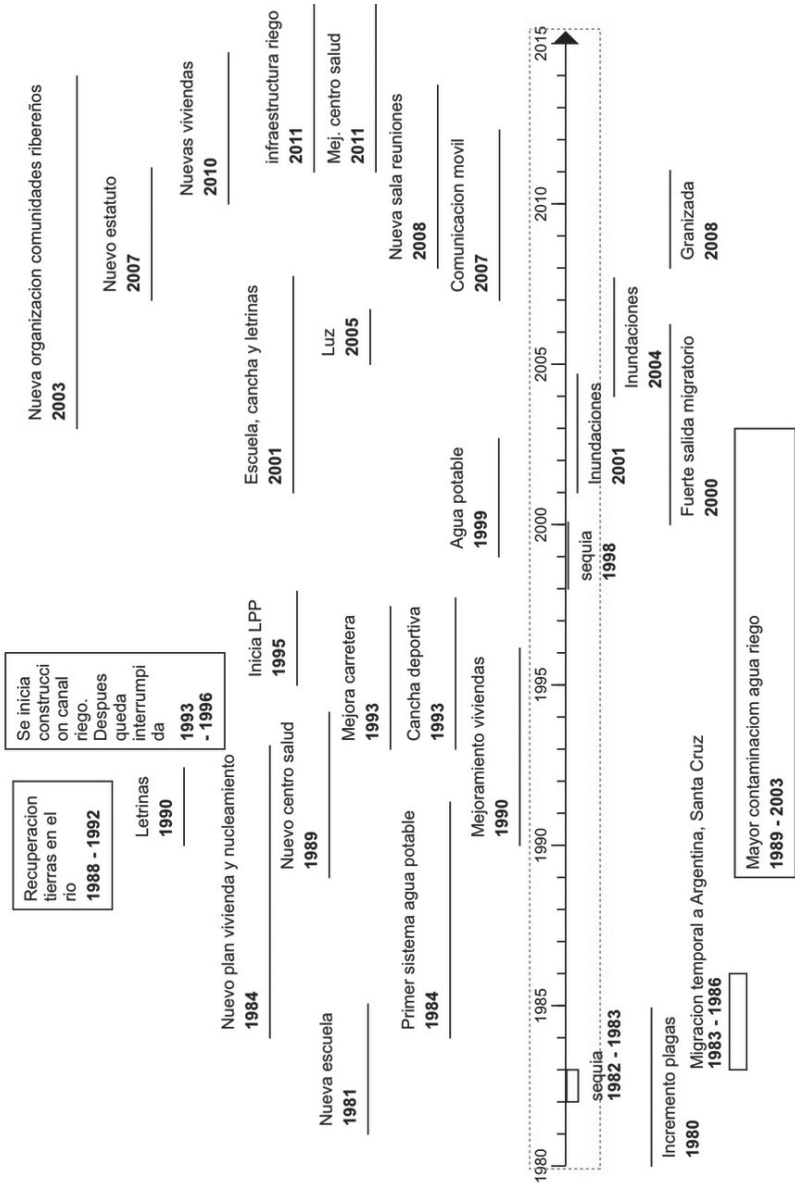 Nueva organizacion comunidades ribereños
2003
Nuevo estatuto
2007
Nuevas viviendas
2010
Se inicia
construcci
on canal
riego.
Despues
queda
interrumpi
da
1993
- 1996
Recuperacion
tierras en el
rio
1988 - 1992
Letrinas
1990
Nuevo plan vivienda y nucleamiento
1984
Inicia LPP
1995
Escuela, cancha y letrinas
2001
infraestructura riego
2011
Nuevo centro salud
1989
Mej. centro salud
2011
Nueva escuela
1981
Mejora carretera
1993
Luz
2005
Primer sistema agua potable
1984
Cancha deportiva
1993
Nueva sala reuniones
2008
Mejoramiento viviendas
1990
Agua potable
1999
Comunicacion movil
2007
1980
1985
1990
1995
2000
2005
2010
2015
sequia
1982 - 1983
sequia
1998
Inundaciones
2001
Inundaciones
2004
Incremento plagas
1980
Fuerte salida migratorio
2000
Granizada
2008
Migracion temporal a Argentina, Santa Cruz
1983 - 1986
Mayor contaminaciom agua riego
1989 - 2003